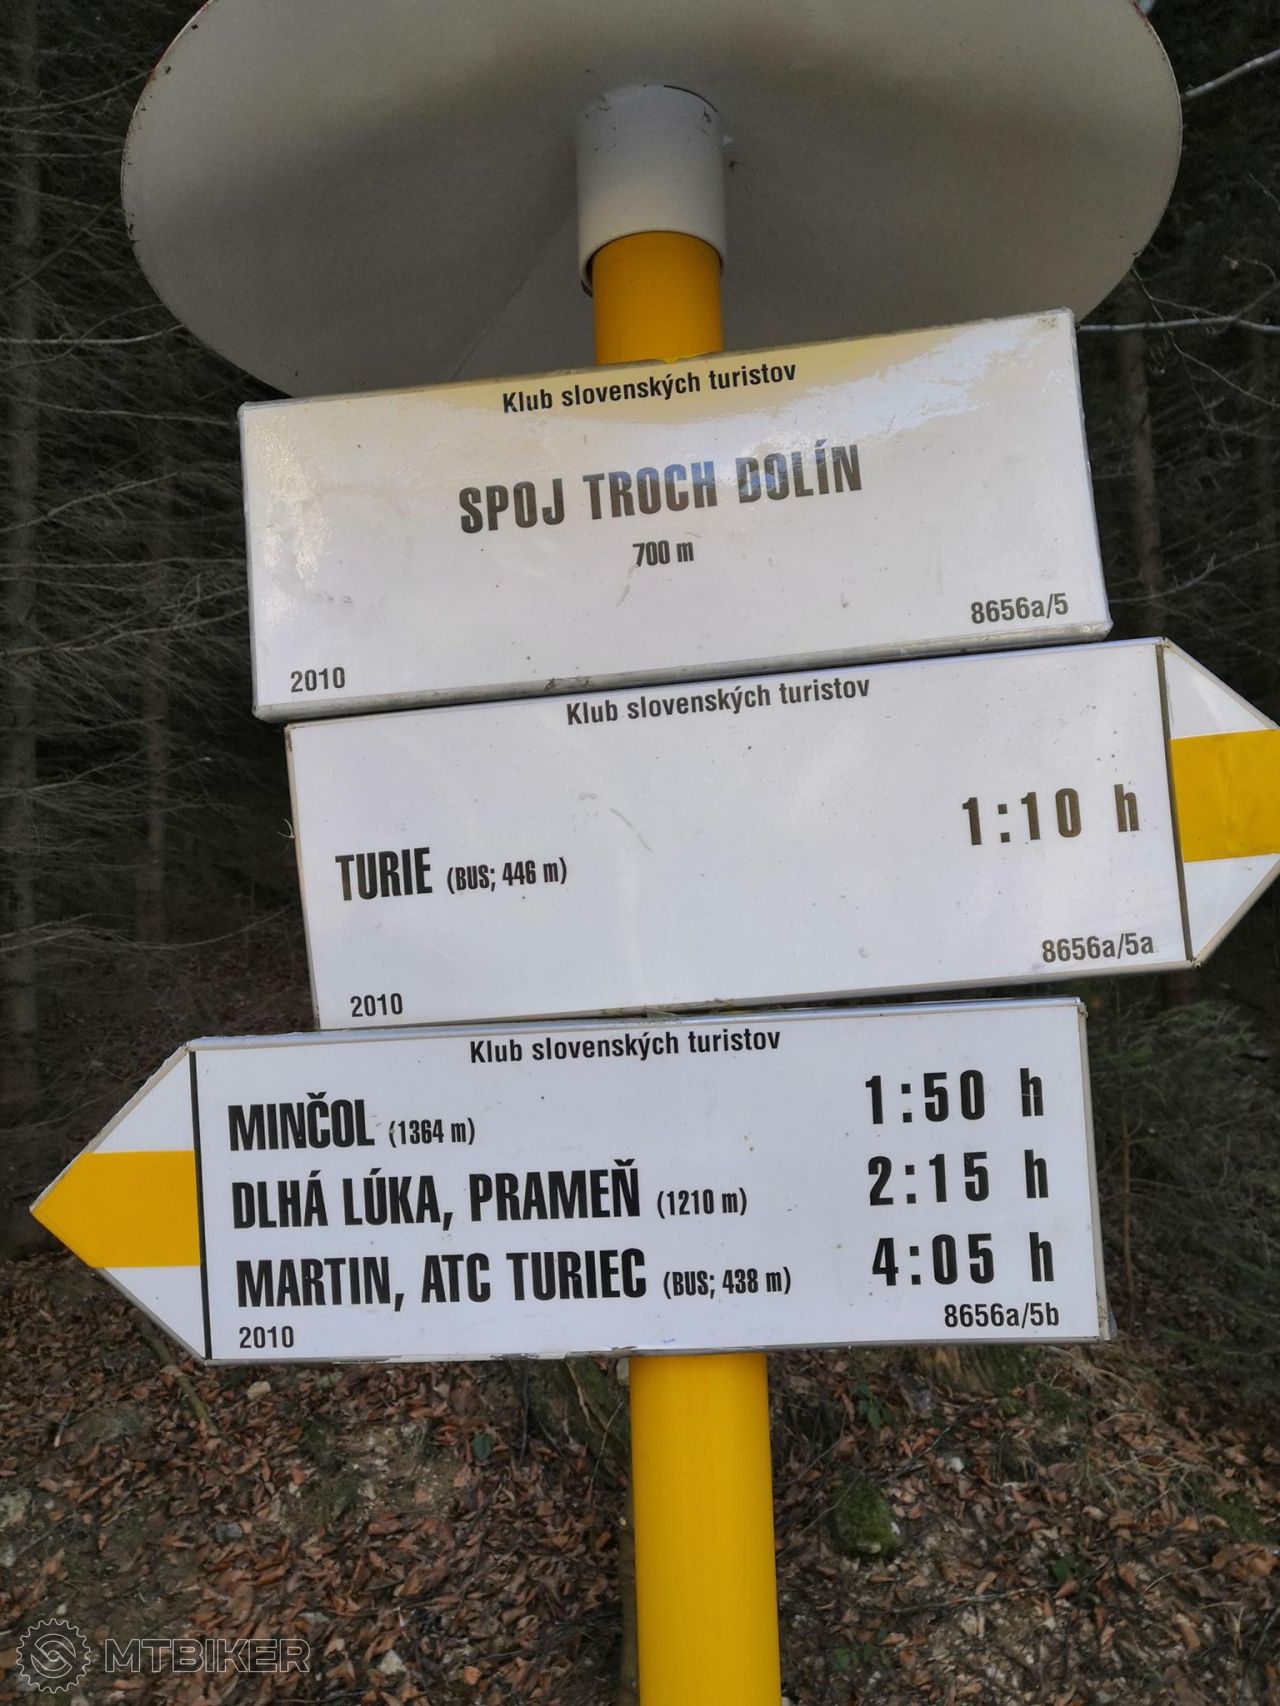 Klub slovenských turistov
SPOJ TROCH DOLÍN
700 m
8656a/5
2010
Klub slovenských turistov
TURIE (BUS; 446 m) 1:10 h
8656a/5a
2010
Klub slovenských turistov
MINČOL (1364 m) 1:50 h
DLHÁ LÚKA, PRAMEŇ (1210 m) 2:15 h
MARTIN, ATC TURIEC (BUS; 438 m) 4:05 h
2010 8656a/5b
MTBIKER